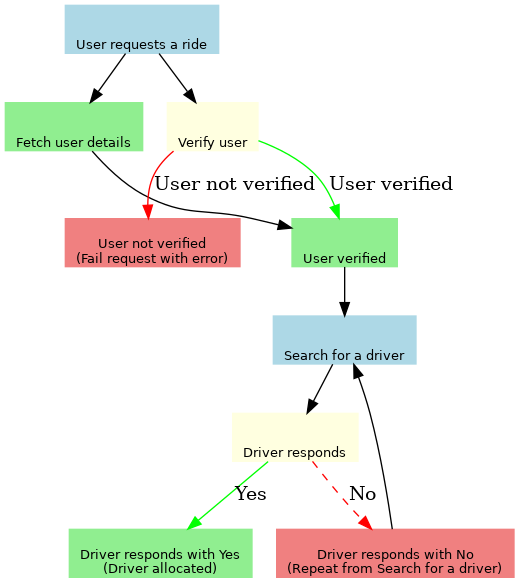 User requests a ride
Fetch user details
Verify user
User not verified
User verified
User not verified
(Fail request with error)
User verified
Search for a driver
Driver responds
Yes
No
Driver responds with Yes
(Driver allocated)
Driver responds with No
(Repeat from Search for a driver)